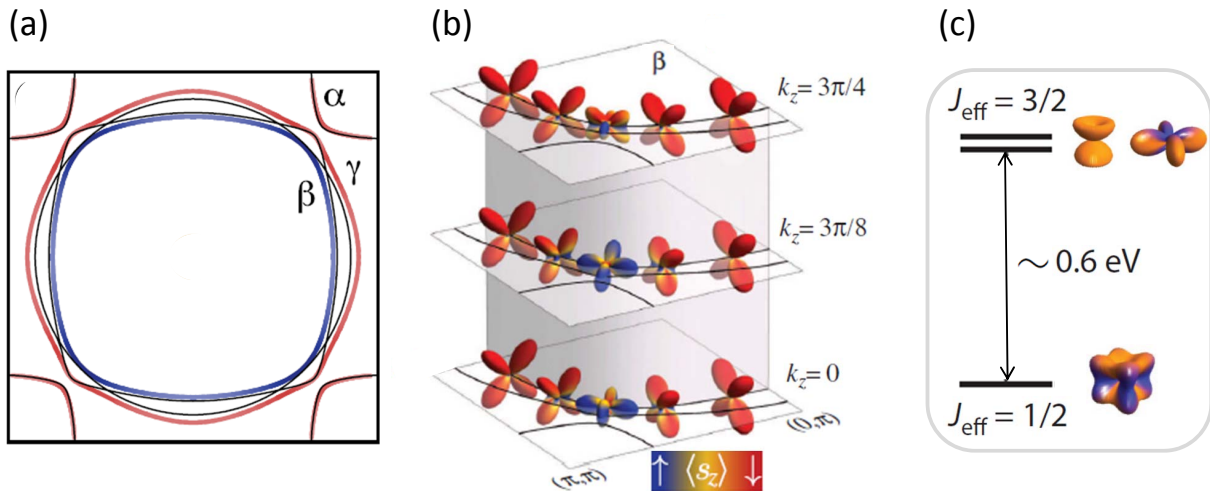 (a)
α
γ
β
(b)
β
k_z= 3π/4
k_z= 3π/8
k_z= 0
(π,π)
(0,π)
↑ ⟨s_z⟩ ↓
(c)
J_eff = 3/2
∼ 0.6 eV
J_eff = 1/2